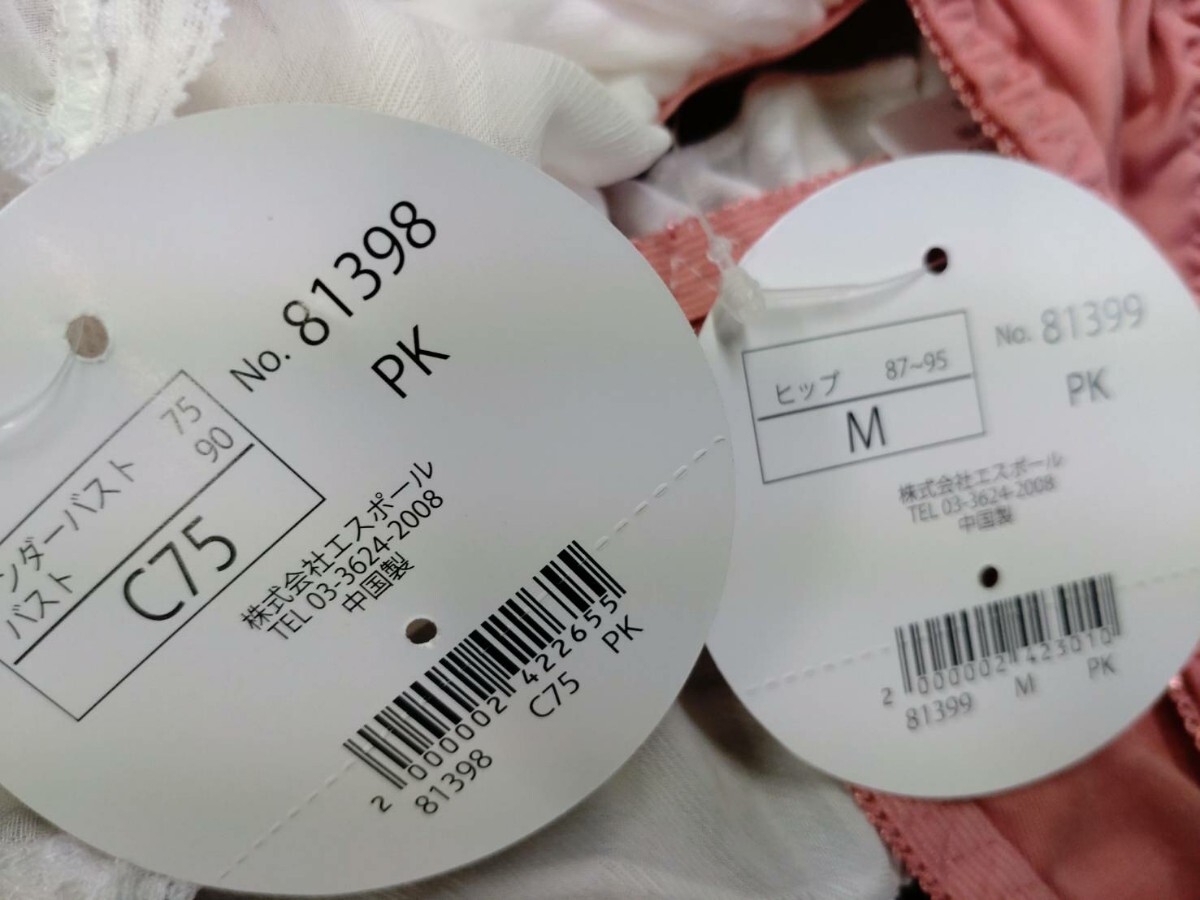 No. 81398
PK
ンダーバスト 75
バスト 90
C75
株式会社エスポール
TEL 03-3624-2008
中国製
2 000002 422655
81398 C75 PK
No. 81399
PK
ヒップ 87~95
M
株式会社エスポール
TEL 03-3624-2008
中国製
2 000002 423010
81399 M PK